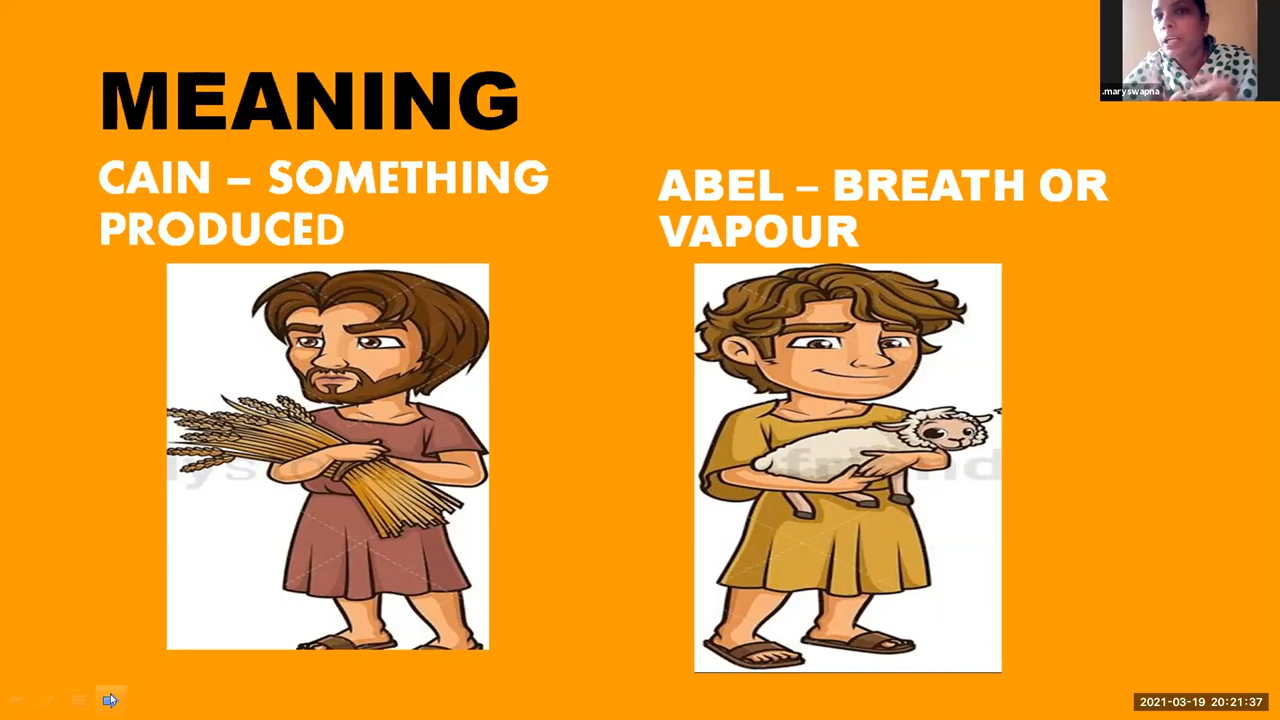 MEANING
CAIN – SOMETHING
PRODUCED
ABEL – BREATH OR
VAPOUR
.maryswapna
2021-03-19 20:21:37